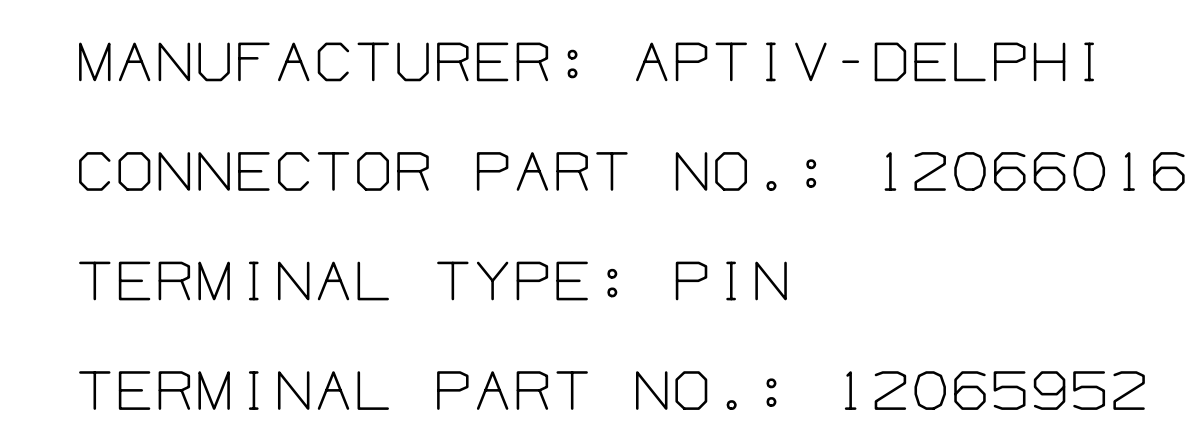 MANUFACTURER: APTIV-DELPHI
CONNECTOR PART NO.: 12066016
TERMINAL TYPE: PIN
TERMINAL PART NO.: 12065952